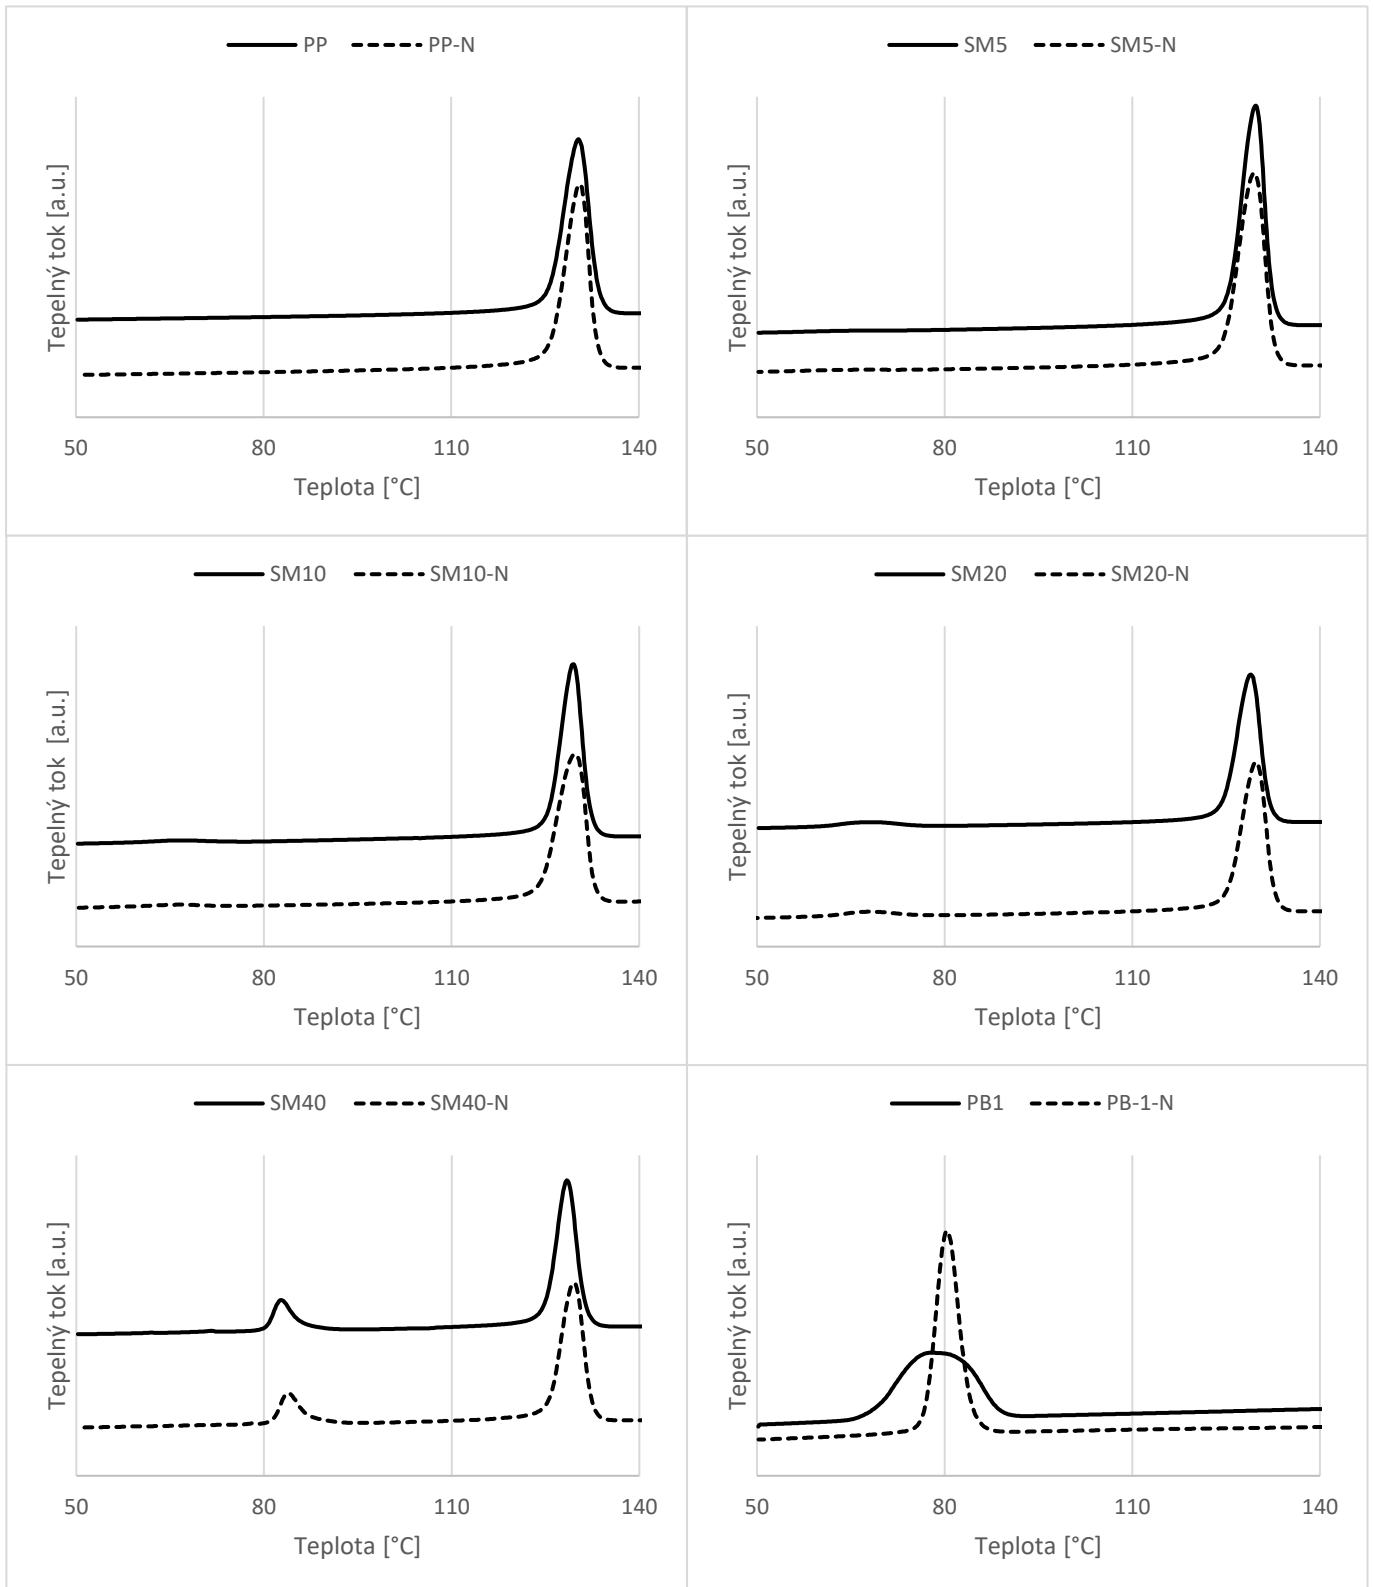 PP PP-N
Tepelný tok [a.u.]
50 80 110 140
Teplota [°C]
SM5 SM5-N
Tepelný tok [a.u.]
50 80 110 140
Teplota [°C]
SM10 SM10-N
Tepelný tok [a.u.]
50 80 110 140
Teplota [°C]
SM20 SM20-N
Tepelný tok [a.u.]
50 80 110 140
Teplota [°C]
SM40 SM40-N
Tepelný tok [a.u.]
50 80 110 140
Teplota [°C]
PB1 PB-1-N
Tepelný tok [a.u.]
50 80 110 140
Teplota [°C]